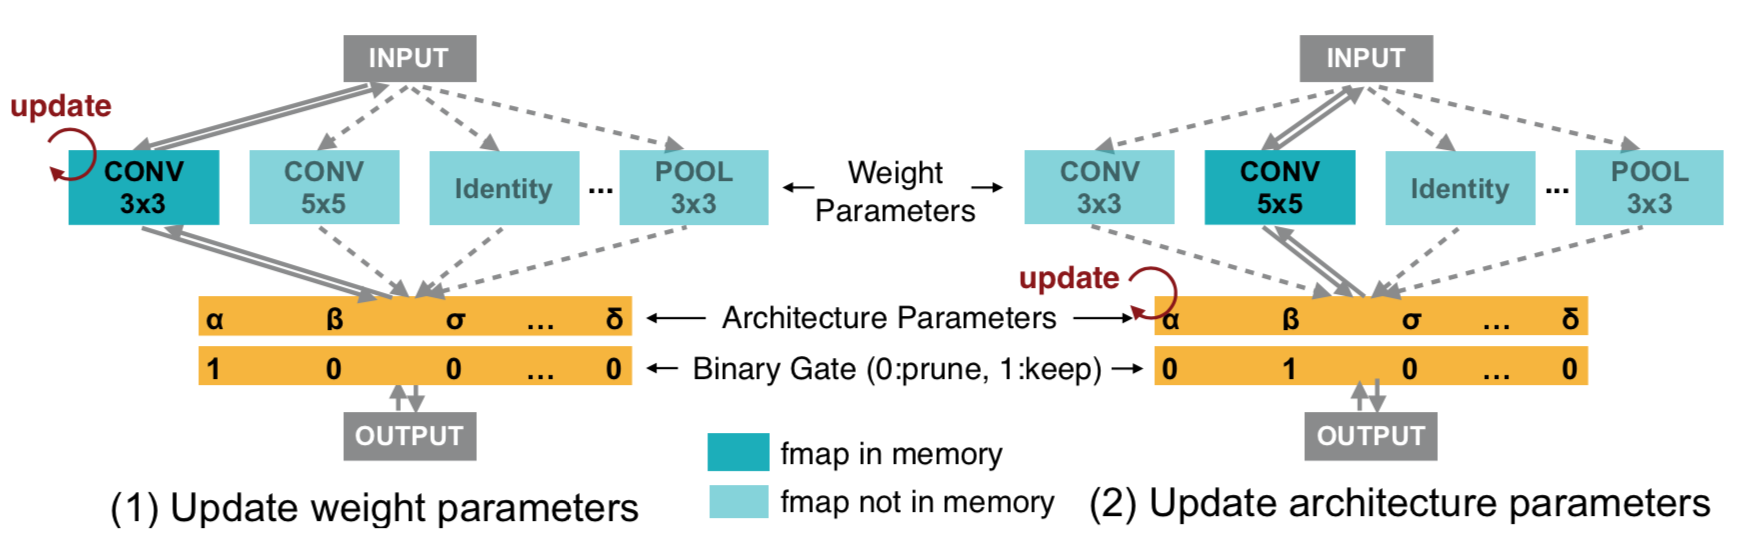 INPUT
update
CONV
3x3
CONV
5x5
Identity
...
POOL
3x3
α ß σ ... δ
1 0 0 ... 0
OUTPUT
(1) Update weight parameters
Weight
Parameters
Architecture Parameters
Binary Gate (0:prune, 1:keep)
fmap in memory
fmap not in memory
INPUT
CONV
3x3
CONV
5x5
Identity
...
POOL
3x3
update
α ß σ ... δ
0 1 0 ... 0
OUTPUT
(2) Update architecture parameters